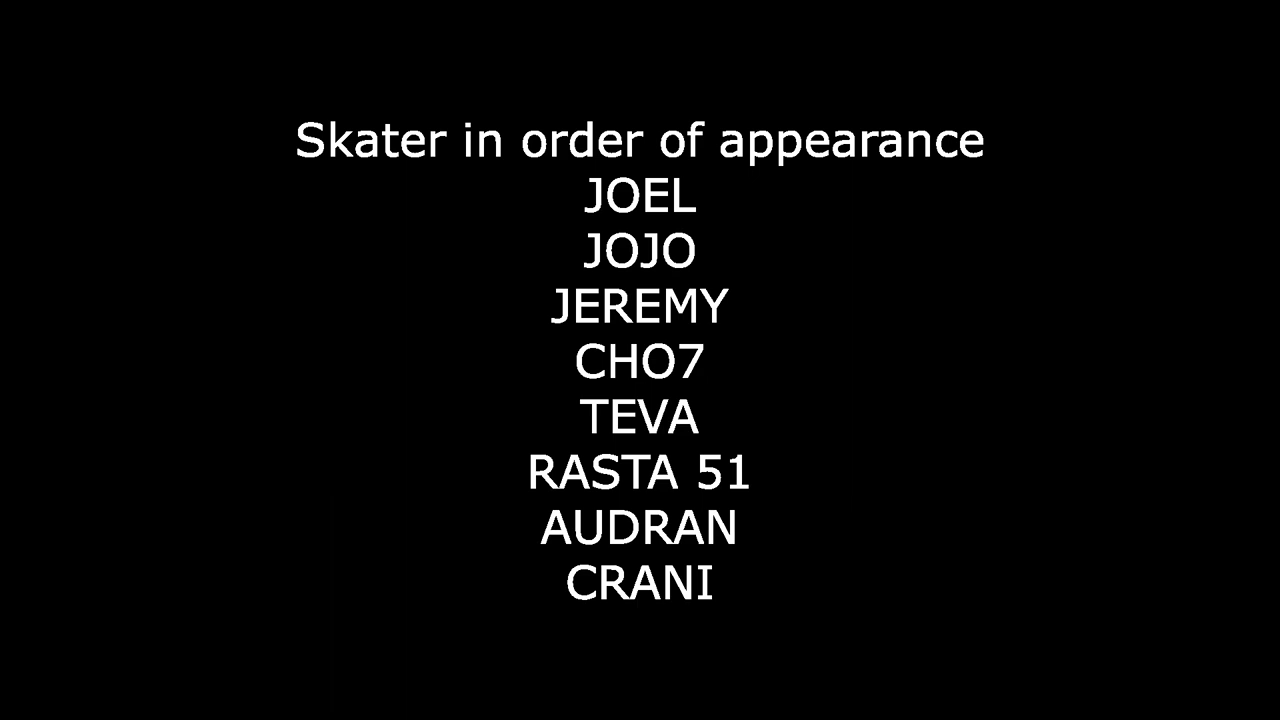 Skater in order of appearance
JOEL
JOJO
JEREMY
CHO7
TEVA
RASTA 51
AUDRAN
CRANI